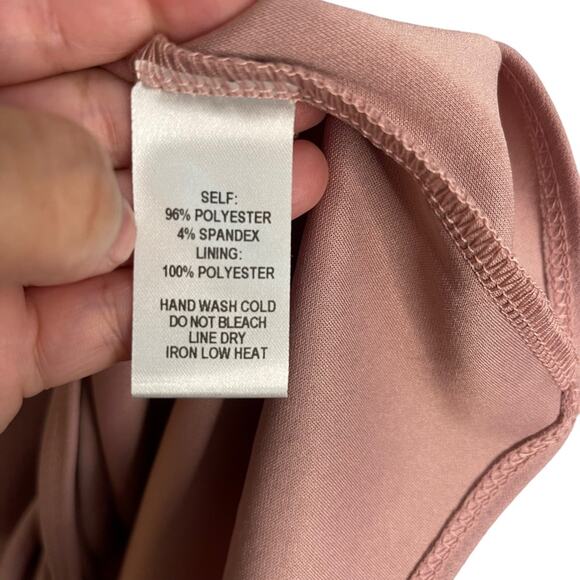 SELF:
96% POLYESTER
4% SPANDEX
LINING:
100% POLYESTER
HAND WASH COLD
DO NOT BLEACH
LINE DRY
IRON LOW HEAT